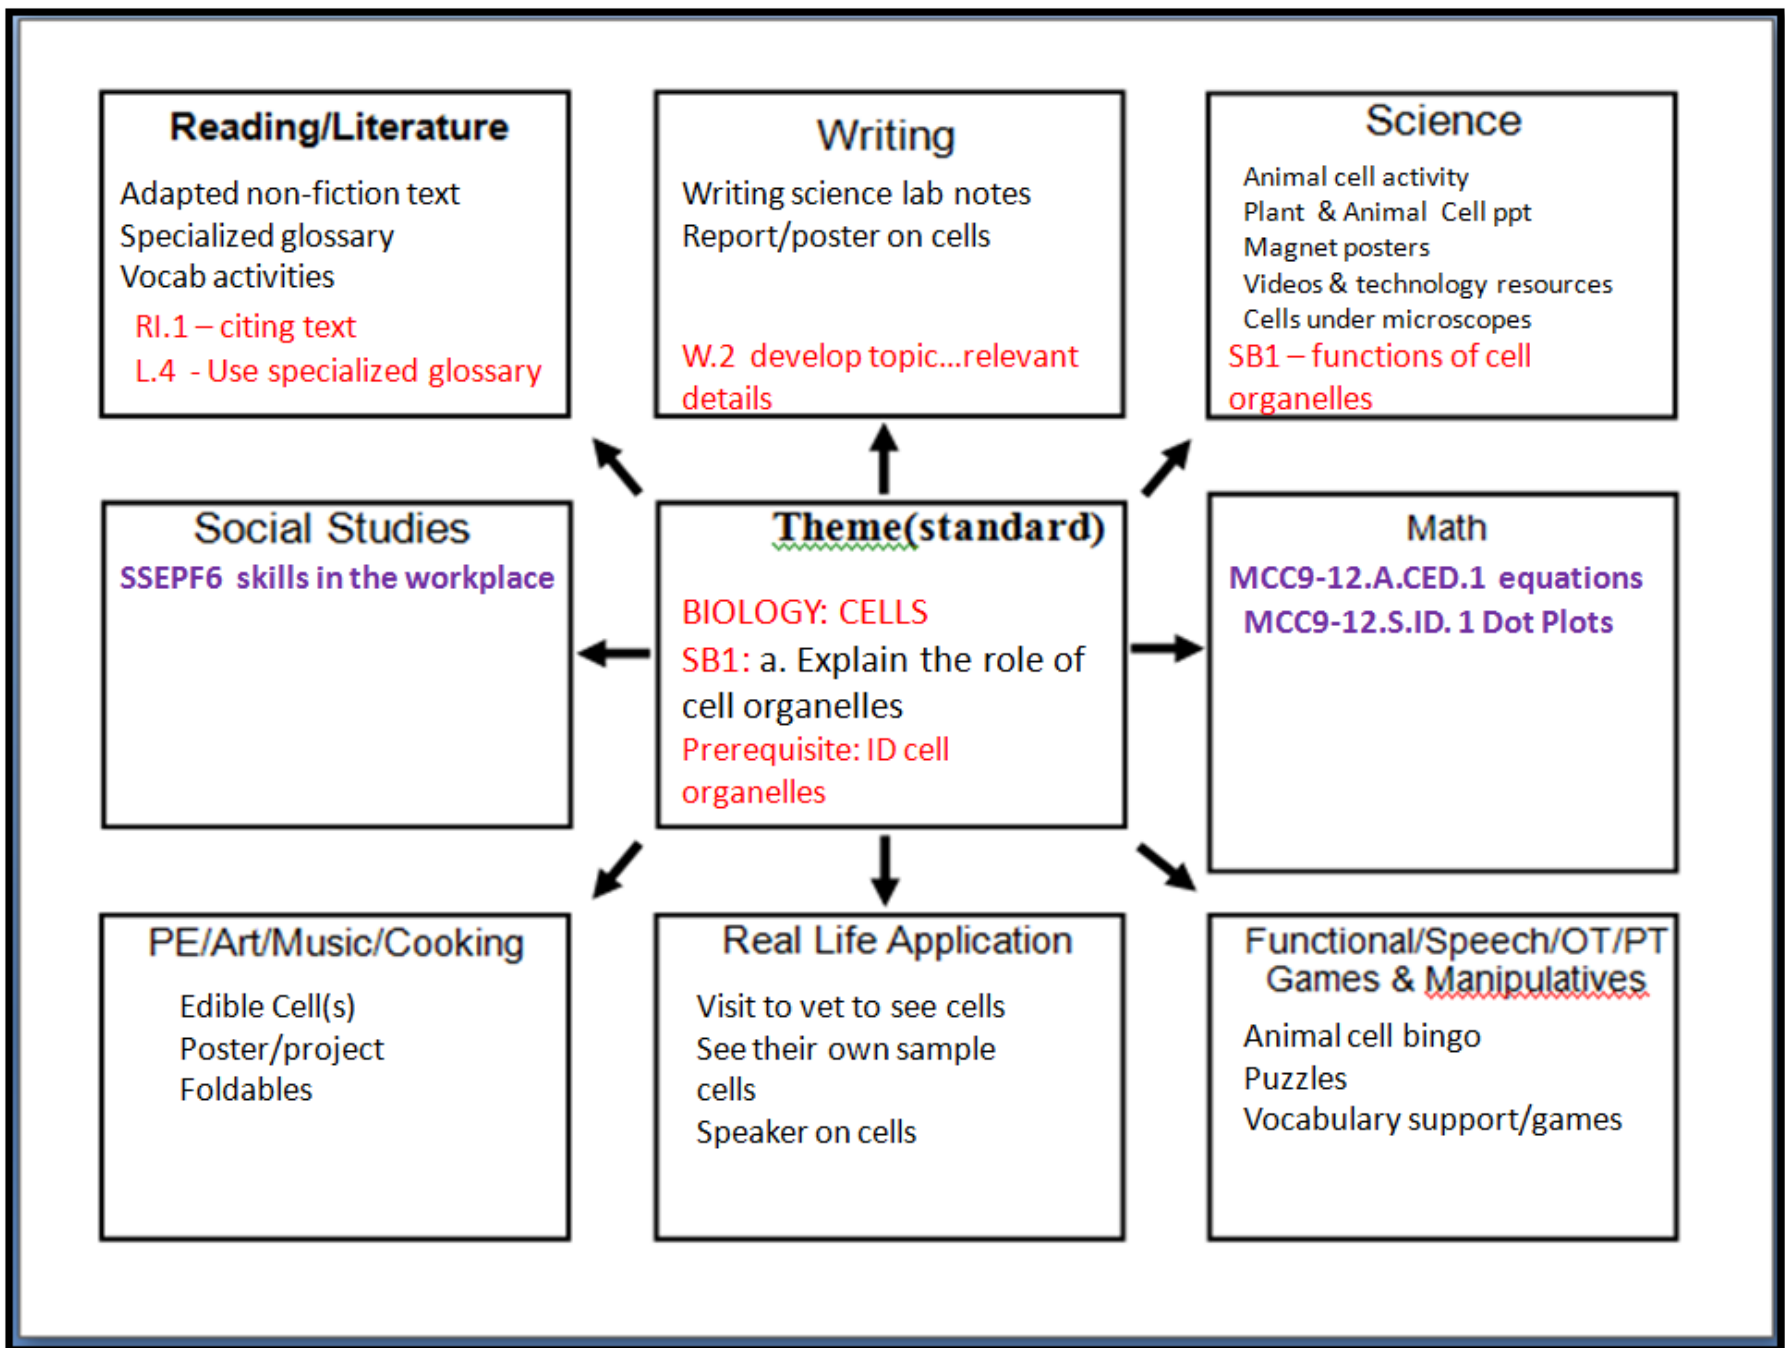 Reading/Literature
Adapted non-fiction text
Specialized glossary
Vocab activities
RI.1 – citing text
L.4 - Use specialized glossary
Writing
Writing science lab notes
Report/poster on cells
W.2 develop topic...relevant
details
Science
Animal cell activity
Plant & Animal Cell ppt
Magnet posters
Videos & technology resources
Cells under microscopes
SB1 – functions of cell
organelles
Social Studies
SSEPF6 skills in the workplace
Theme(standard)
BIOLOGY: CELLS
SB1: a. Explain the role of
cell organelles
Prerequisite: ID cell
organelles
Math
MCC9-12.A.CED.1 equations
MCC9-12.S.ID. 1 Dot Plots
PE/Art/Music/Cooking
Edible Cell(s)
Poster/project
Foldables
Real Life Application
Visit to vet to see cells
See their own sample
cells
Speaker on cells
Functional/Speech/OT/PT
Games & Manipulatives
Animal cell bingo
Puzzles
Vocabulary support/games